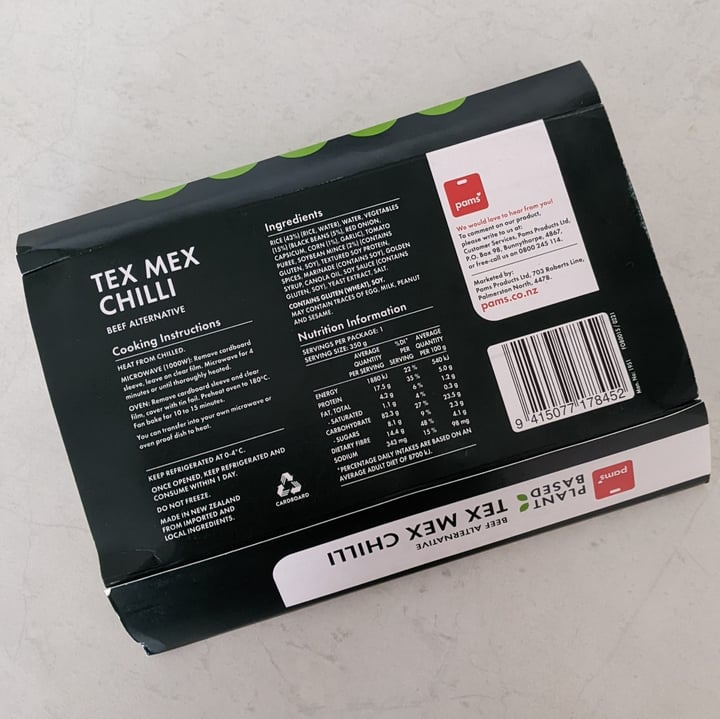 TEX MEX
CHILLI
BEEF ALTERNATIVE
Cooking Instructions
HEAT FROM CHILLED.
MICROWAVE (1000W): Remove cardboard
sleeve, leave on clear film. Microwave for 4
minutes or until thoroughly heated.
OVEN: Remove cardboard sleeve and clear
film, cover with tin foil. Preheat oven to 180°C.
Fan bake for 10 to 15 minutes.
You can transfer into your own microwave or
oven proof dish to heat.
KEEP REFRIGERATED AT 0-4°C.
ONCE OPENED, KEEP REFRIGERATED AND
CONSUME WITHIN 1 DAY.
DO NOT FREEZE.
MADE IN NEW ZEALAND
FROM IMPORTED AND
LOCAL INGREDIENTS.
CARDBOARD
Ingredients
RICE (42%) (RICE, WATER), WATER, VEGETABLES
(15%) (BLACK BEANS (5%), RED ONION,
CAPSICUM, CORN (1%), GARLIC), TOMATO
PUREE, SOYBEAN MINCE (3%) (CONTAINS
GLUTEN, SOY), TEXTURED SOY PROTEIN,
SPICES, MARINADE (CONTAINS SOY), GOLDEN
SYRUP, CANOLA OIL, SOY SAUCE (CONTAINS
GLUTEN, SOY), YEAST EXTRACT, SALT.
CONTAINS GLUTEN (WHEAT), SOY.
MAY CONTAIN TRACES OF EGG, MILK, PEANUT
AND SESAME.
Nutrition Information
SERVINGS PER PACKAGE: 1
SERVING SIZE: 350 g
AVERAGE QUANTITY PER SERVING %DI* PER SERVING AVERAGE QUANTITY PER 100 g
ENERGY 1880 kJ 22 % 540 kJ
PROTEIN 17.5 g 35 % 5.0 g
FAT, TOTAL 4.2 g 6 % 1.2 g
- SATURATED 1.1 g 4 % 0.3 g
CARBOHYDRATE 82.3 g 27 % 23.5 g
- SUGARS 8.1 g 9 % 2.3 g
DIETARY FIBRE 14.4 g 48 % 4.1 g
SODIUM 343 mg 15 % 98 mg
*PERCENTAGE DAILY INTAKES ARE BASED ON AN
AVERAGE ADULT DIET OF 8700 kJ.
pams
We would love to hear from you!
To comment on our product,
please write to us at:
Customer Services, Pams Products Ltd,
P.O. Box 98, Bunnythorpe, 4867,
or free-call us on 0800 245 114.
Marketed by:
Pams Products Ltd, 703 Roberts Line,
Palmerston North, 4478.
pams.co.nz
9 415077 178452
pams
PLANT
BASED
BEEF ALTERNATIVE
TEX MEX CHILLI